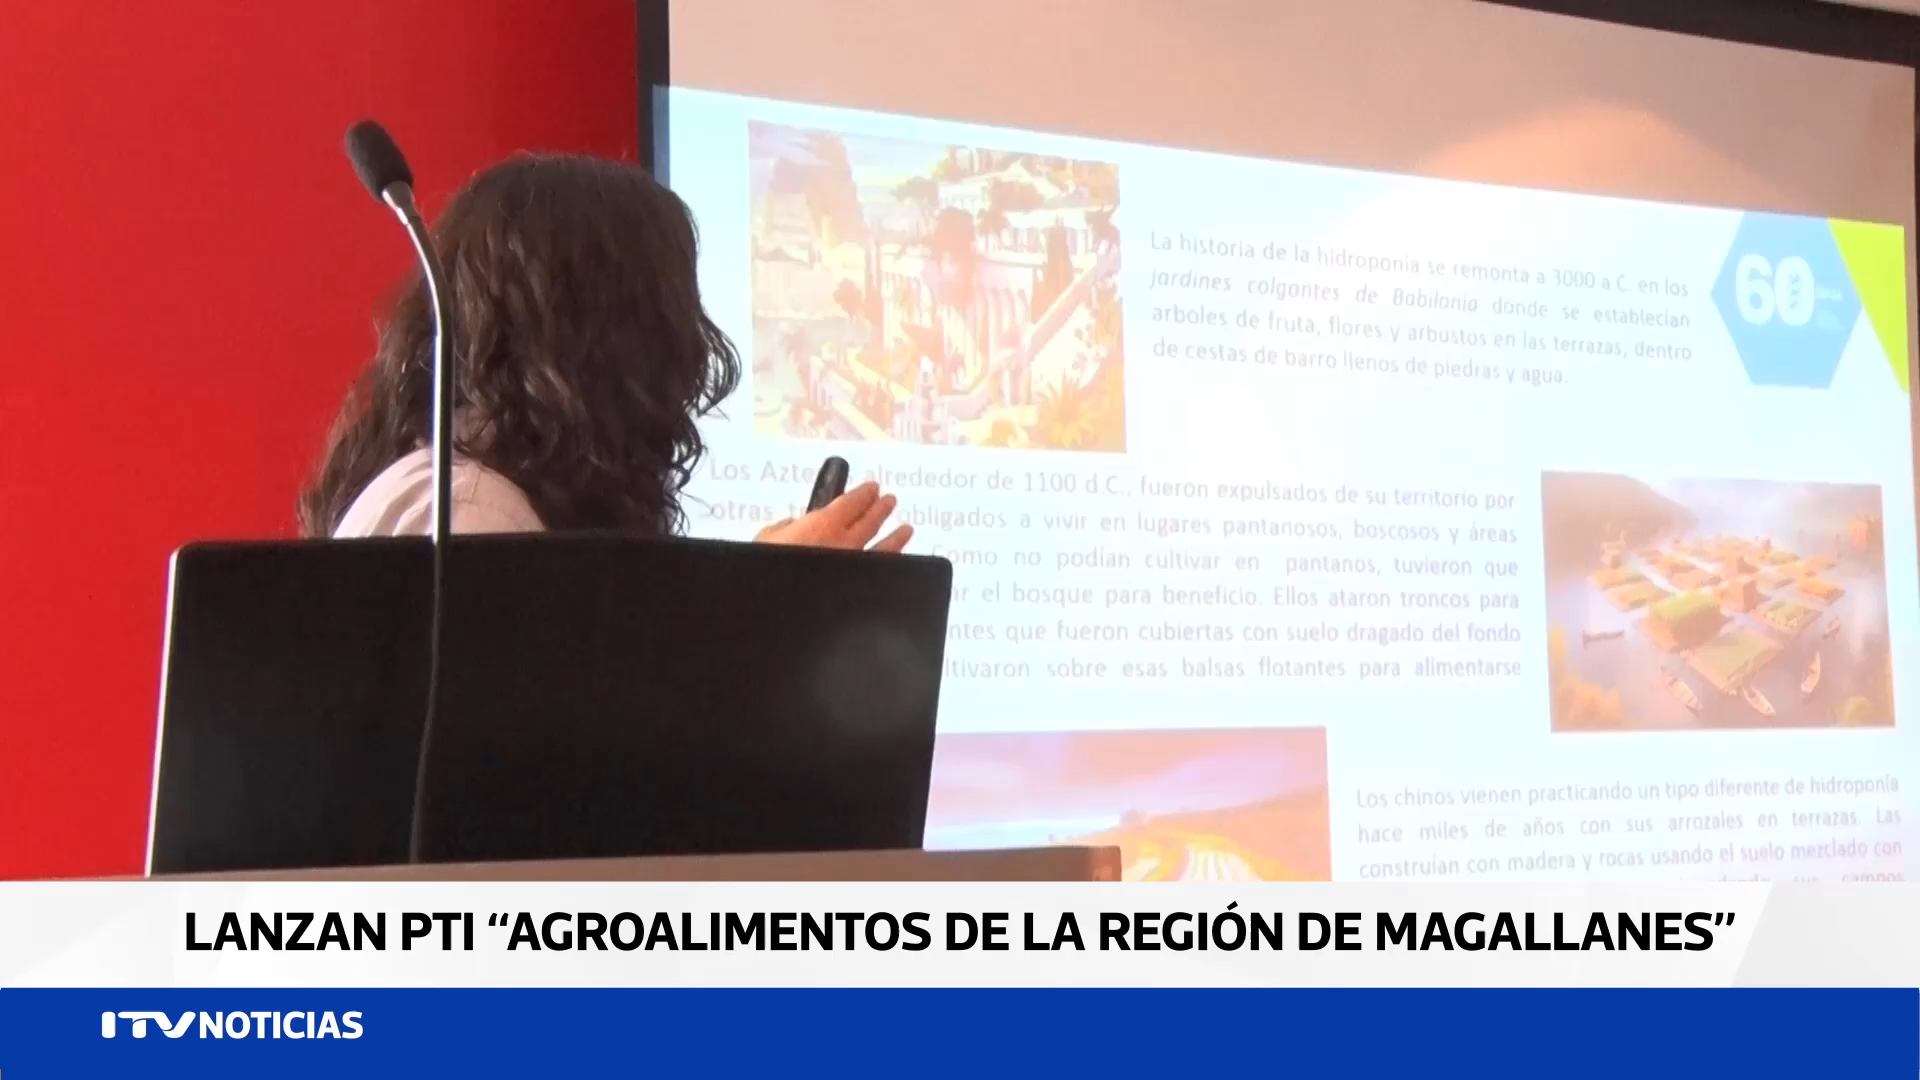 La historia de la hidroponia se remonta a 3000 a C. en los
jardines colgantes de Babilonia donde se establecian
arboles de fruta, flores y arbustos en las terrazas, dentro
de cestas de barro llenos de piedras y agua.
60
Los Azte alrededor de 1100 d C., fueron expulsados de su territorio por
otras obligados a vivir en lugares pantanosos, boscosos y áreas
Como no podían cultivar en pantanos, tuvieron que
el bosque para beneficio. Ellos ataron troncos para
que fueron cubiertas con suelo dragado del fondo
sobre esas balsas flotantes para alimentarse
Los chinos vienen practicando un tipo diferente de hidroponía
hace miles de años con sus arrozales en terrazas. Las
construían con madera y rocas usando el suelo mezclado con
LANZAN PTI “AGROALIMENTOS DE LA REGIÓN DE MAGALLANES”
ITV NOTICIAS